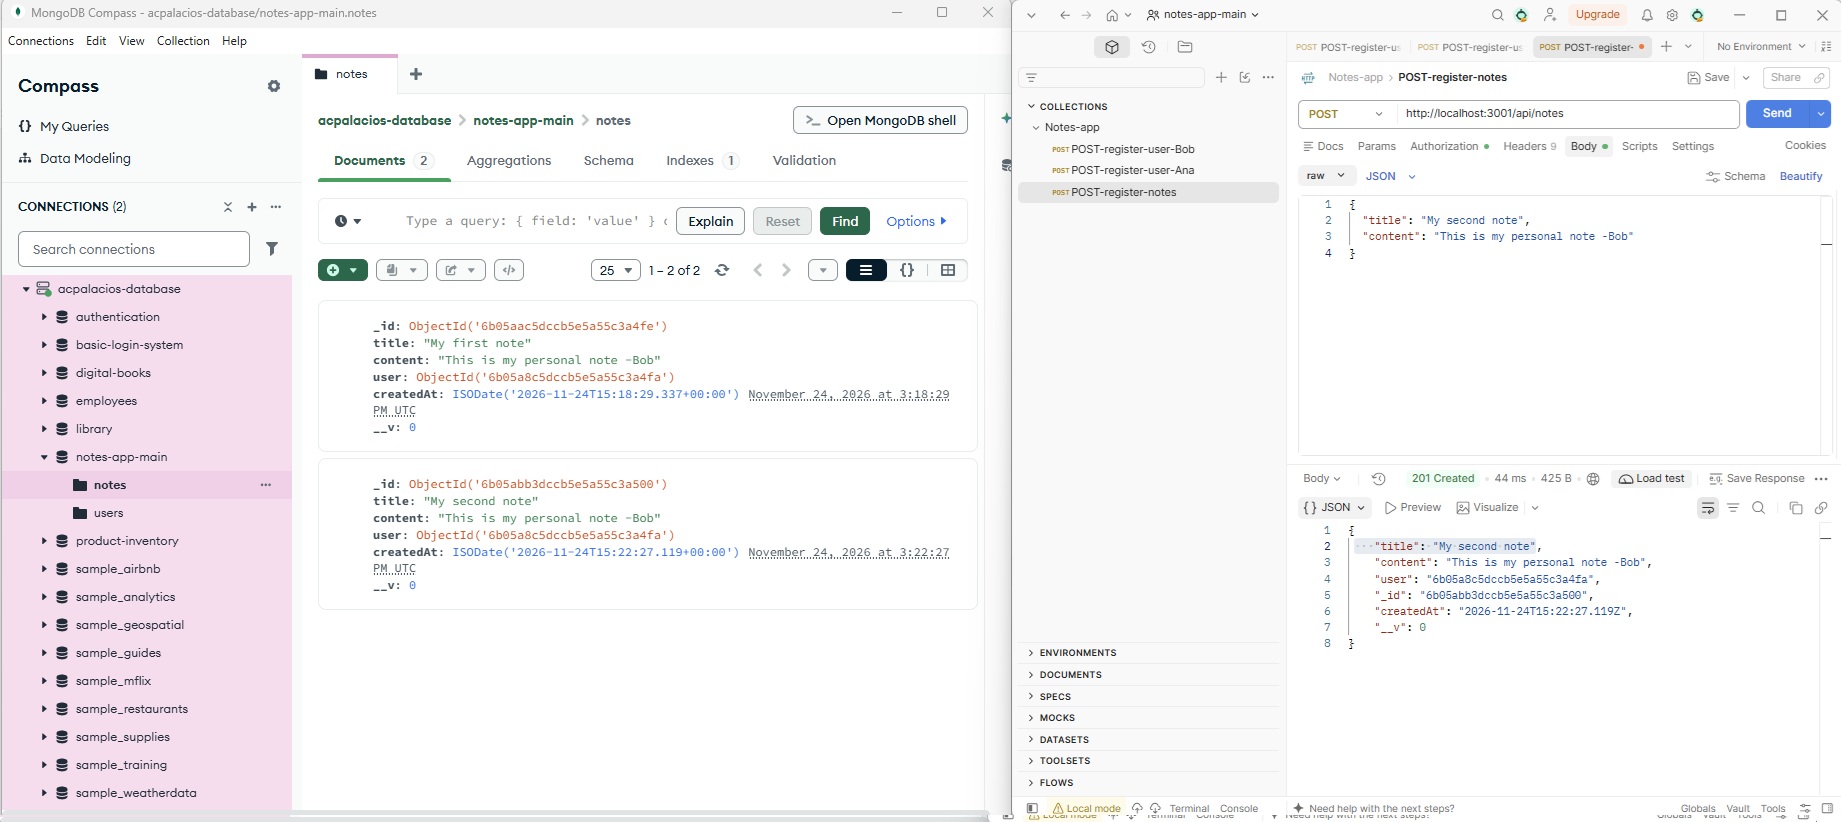 MongoDB Compass - acpalacios-database/notes-app-main.notes
Connections Edit View Collection Help
Compass
{} My Queries
Data Modeling
CONNECTIONS (2)
Search connections
acpalacios-database
authentication
basic-login-system
digital-books
employees
library
notes-app-main
notes
users
product-inventory
sample_airbnb
sample_analytics
sample_geospatial
sample_guides
sample_mflix
sample_restaurants
sample_supplies
sample_training
sample_weatherdata
notes
acpalacios-database > notes-app-main > notes
Open MongoDB shell
Documents 2 Aggregations Schema Indexes 1 Validation
Type a query: { field: 'value' } Explain Reset Find Options
25 1 – 2 of 2
_id: ObjectId('6b05aac5dccb5e5a55c3a4fe')
title: "My first note"
content: "This is my personal note -Bob"
user: ObjectId('6b05a8c5dccb5e5a55c3a4fa')
createdAt: ISODate('2026-11-24T15:18:29.337+00:00') November 24, 2026 at 3:18:29
PM UTC
__v: 0
_id: ObjectId('6b05abb3dccb5e5a55c3a500')
title: "My second note"
content: "This is my personal note -Bob"
user: ObjectId('6b05a8c5dccb5e5a55c3a4fa')
createdAt: ISODate('2026-11-24T15:22:27.119+00:00') November 24, 2026 at 3:22:27
PM UTC
__v: 0
notes-app-main Upgrade
COLLECTIONS
Notes-app
POST POST-register-user-Bob
POST POST-register-user-Ana
POST POST-register-notes
ENVIRONMENTS
DOCUMENTS
SPECS
MOCKS
DATASETS
TOOLSETS
FLOWS
POST POST-register-us POST POST-register-us POST POST-register- No Environment
HTTP Notes-app > POST-register-notes Save Share
POST http://localhost:3001/api/notes Send
Docs Params Authorization Headers 9 Body Scripts Settings Cookies
raw JSON Schema Beautify
1 {
2 "title": "My second note",
3 "content": "This is my personal note -Bob"
4 }
Body 201 Created 44 ms 425 B Load test e.g. Save Response
{} JSON Preview Visualize
1 {
2 "title": "My second note",
3 "content": "This is my personal note -Bob",
4 "user": "6b05a8c5dccb5e5a55c3a4fa",
5 "_id": "6b05abb3dccb5e5a55c3a500",
6 "createdAt": "2026-11-24T15:22:27.119Z",
7 "__v": 0
8 }
Local mode Terminal Console Need help with the next steps? Globals Vault Tools